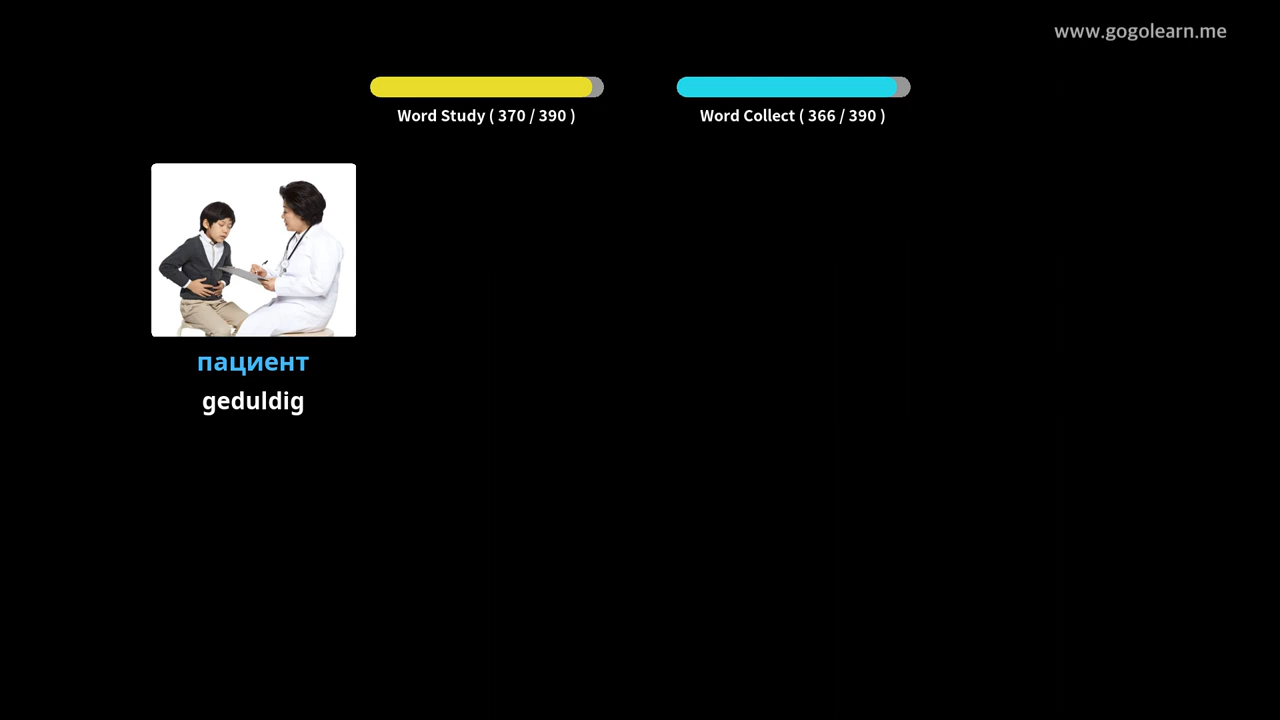 www.gogolearn.me
Word Study ( 370 / 390 )
Word Collect ( 366 / 390 )
пациент
geduldig